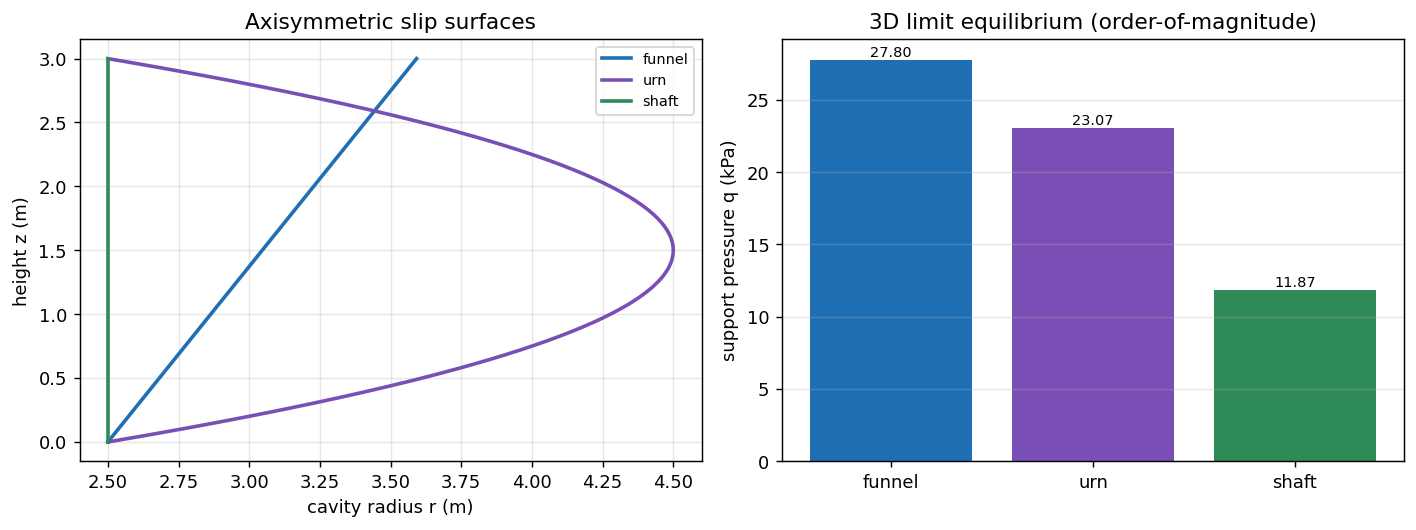 Axisymmetric slip surfaces
height z (m)
3.0
2.5
2.0
1.5
1.0
0.5
0.0
funnel
urn
shaft
2.50 2.75 3.00 3.25 3.50 3.75 4.00 4.25 4.50
cavity radius r (m)
3D limit equilibrium (order-of-magnitude)
support pressure q (kPa)
25
20
15
10
5
0
27.80
23.07
11.87
funnel urn shaft